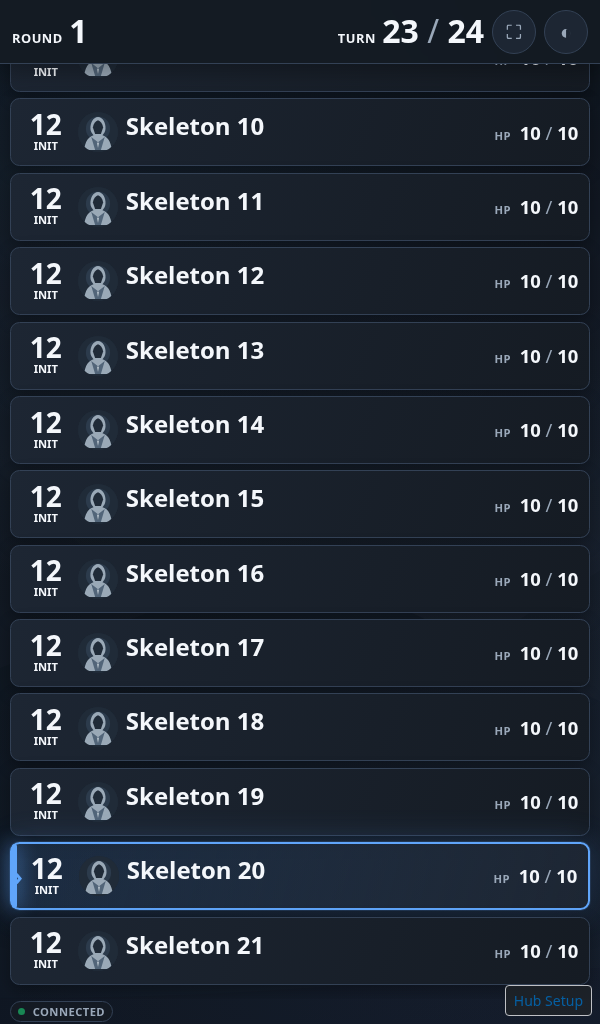 ROUND 1
TURN 23 / 24
INIT
12 INIT Skeleton 10 HP 10 / 10
12 INIT Skeleton 11 HP 10 / 10
12 INIT Skeleton 12 HP 10 / 10
12 INIT Skeleton 13 HP 10 / 10
12 INIT Skeleton 14 HP 10 / 10
12 INIT Skeleton 15 HP 10 / 10
12 INIT Skeleton 16 HP 10 / 10
12 INIT Skeleton 17 HP 10 / 10
12 INIT Skeleton 18 HP 10 / 10
12 INIT Skeleton 19 HP 10 / 10
12 INIT Skeleton 20 HP 10 / 10
12 INIT Skeleton 21 HP 10 / 10
CONNECTED
Hub Setup